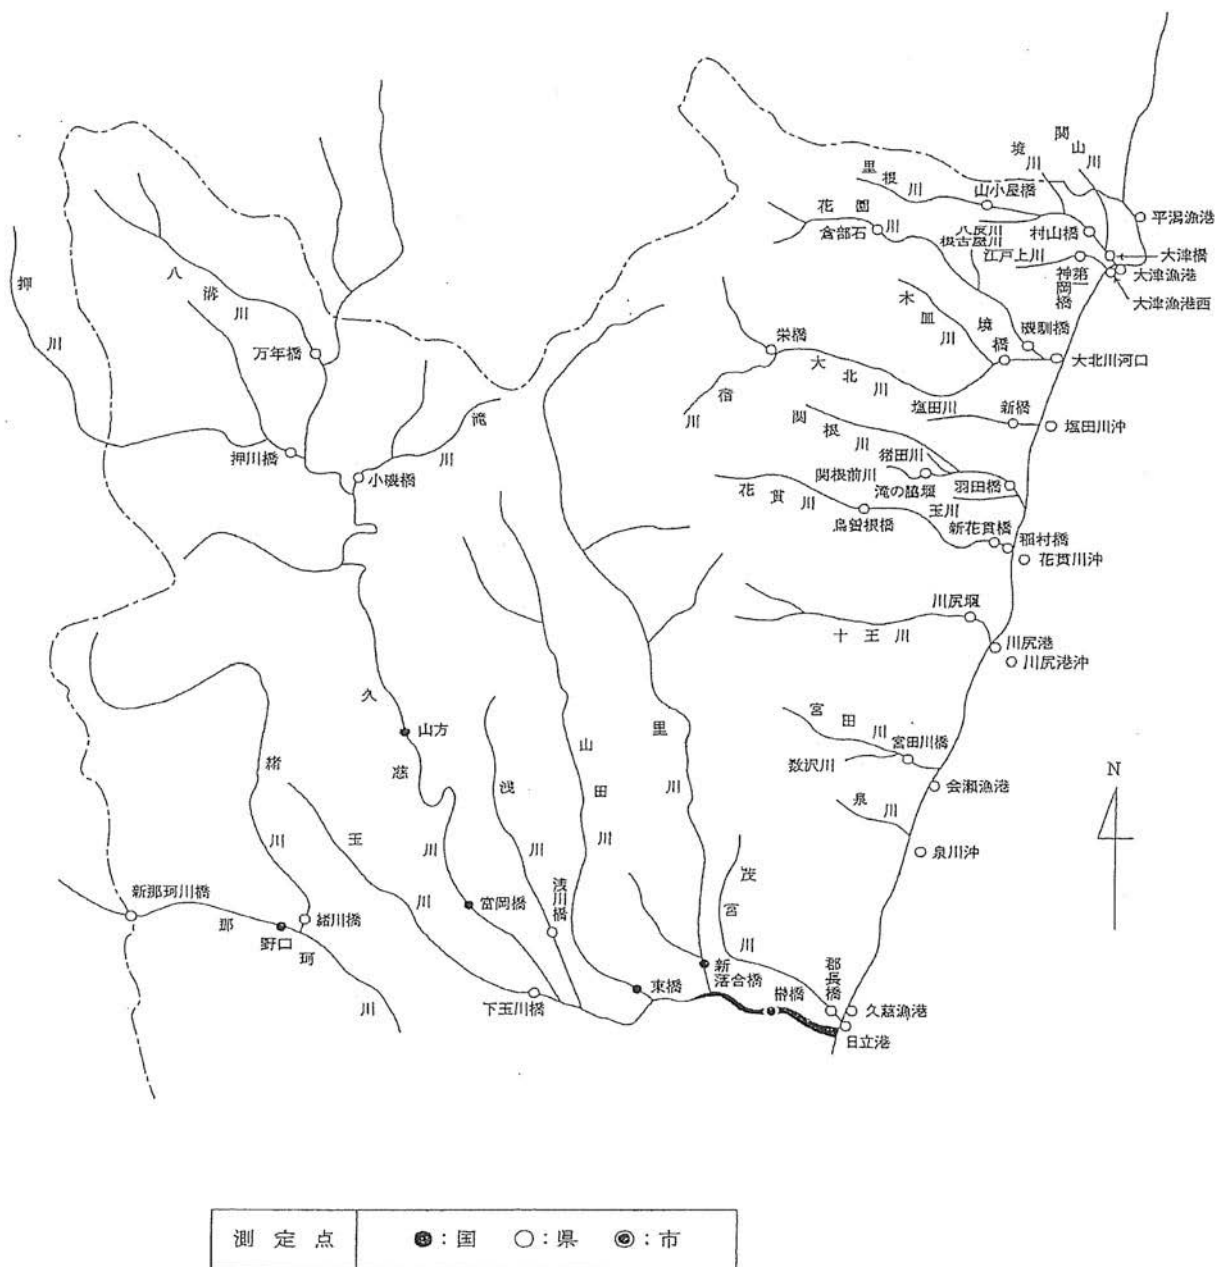 関山川
境川
里根川
山小屋橋
平潟漁港
花園川
村山橋
根古屋川
大津橋
江戸上川
大津漁港
神第一岡橋
大津漁港西
押川
八溝川
木皿川
境橋
磯馴橋
万年橋
栄橋
大北川
大北川河口
宿川
滝川
塩田川
新橋
塩田川沖
関根川
押川橋
小磯橋
猪田川
関根前川
滝の脇堰
羽田橋
花貫川
玉川
鳥曽根橋
新花貫橋
稲村橋
花貫川沖
川尻堰
十王川
川尻港
川尻港沖
久慈川
山方
緒川
浅川
山田川
里川
宮田川
宮田川橋
数沢川
会瀬漁港
N
泉川
泉川沖
玉川
茂宮川
新那珂川橋
那珂川
野口
緒川橋
富岡橋
浅川橋
新落合橋
郡長橋
下玉川橋
東橋
榊橋
久慈漁港
日立港
測定点 ●:国 ○:県 ◉:市